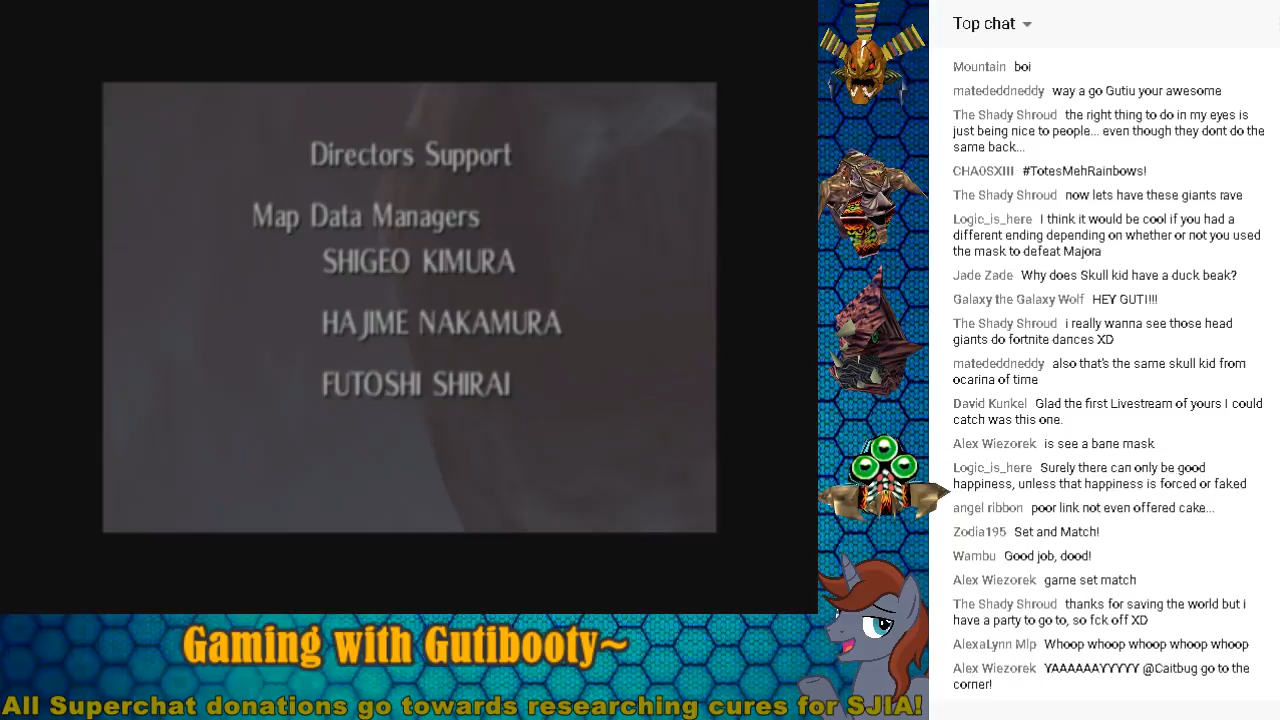 Directors Support
Map Data Managers
SHIGEO KIMURA
HAJIME NAKAMURA
FUTOSHI SHIRAI
Gaming with Gutibooty~
All Superchat donations go towards researching cures for SJIA!
Top chat
Mountain boi
matededdneddy way a go Gutiu your awesome
The Shady Shroud the right thing to do in my eyes is
just being nice to people... even though they dont do the
same back...
CHA0SXIII #TotesMehRainbows!
The Shady Shroud now lets have these giants rave
Logic_is_here I think it would be cool if you had a
different ending depending on whether or not you used
the mask to defeat Majora
Jade Zade Why does Skull kid have a duck beak?
Galaxy the Galaxy Wolf HEY GUTI!!!
The Shady Shroud i really wanna see those head
giants do fortnite dances XD
matededdneddy also that's the same skull kid from
ocarina of time
David Kunkel Glad the first Livestream of yours I could
catch was this one.
Alex Wiezorek is see a bane mask
Logic_is_here Surely there can only be good
happiness, unless that happiness is forced or faked
angel ribbon poor link not even offered cake...
Zodia195 Set and Match!
Wambu Good job, dood!
Alex Wiezorek game set match
The Shady Shroud thanks for saving the world but i
have a party to go to, so fck off XD
AlexaLynn Mlp Whoop whoop whoop whoop whoop
Alex Wiezorek YAAAAAAYYYYY @Caitbug go to the
corner!